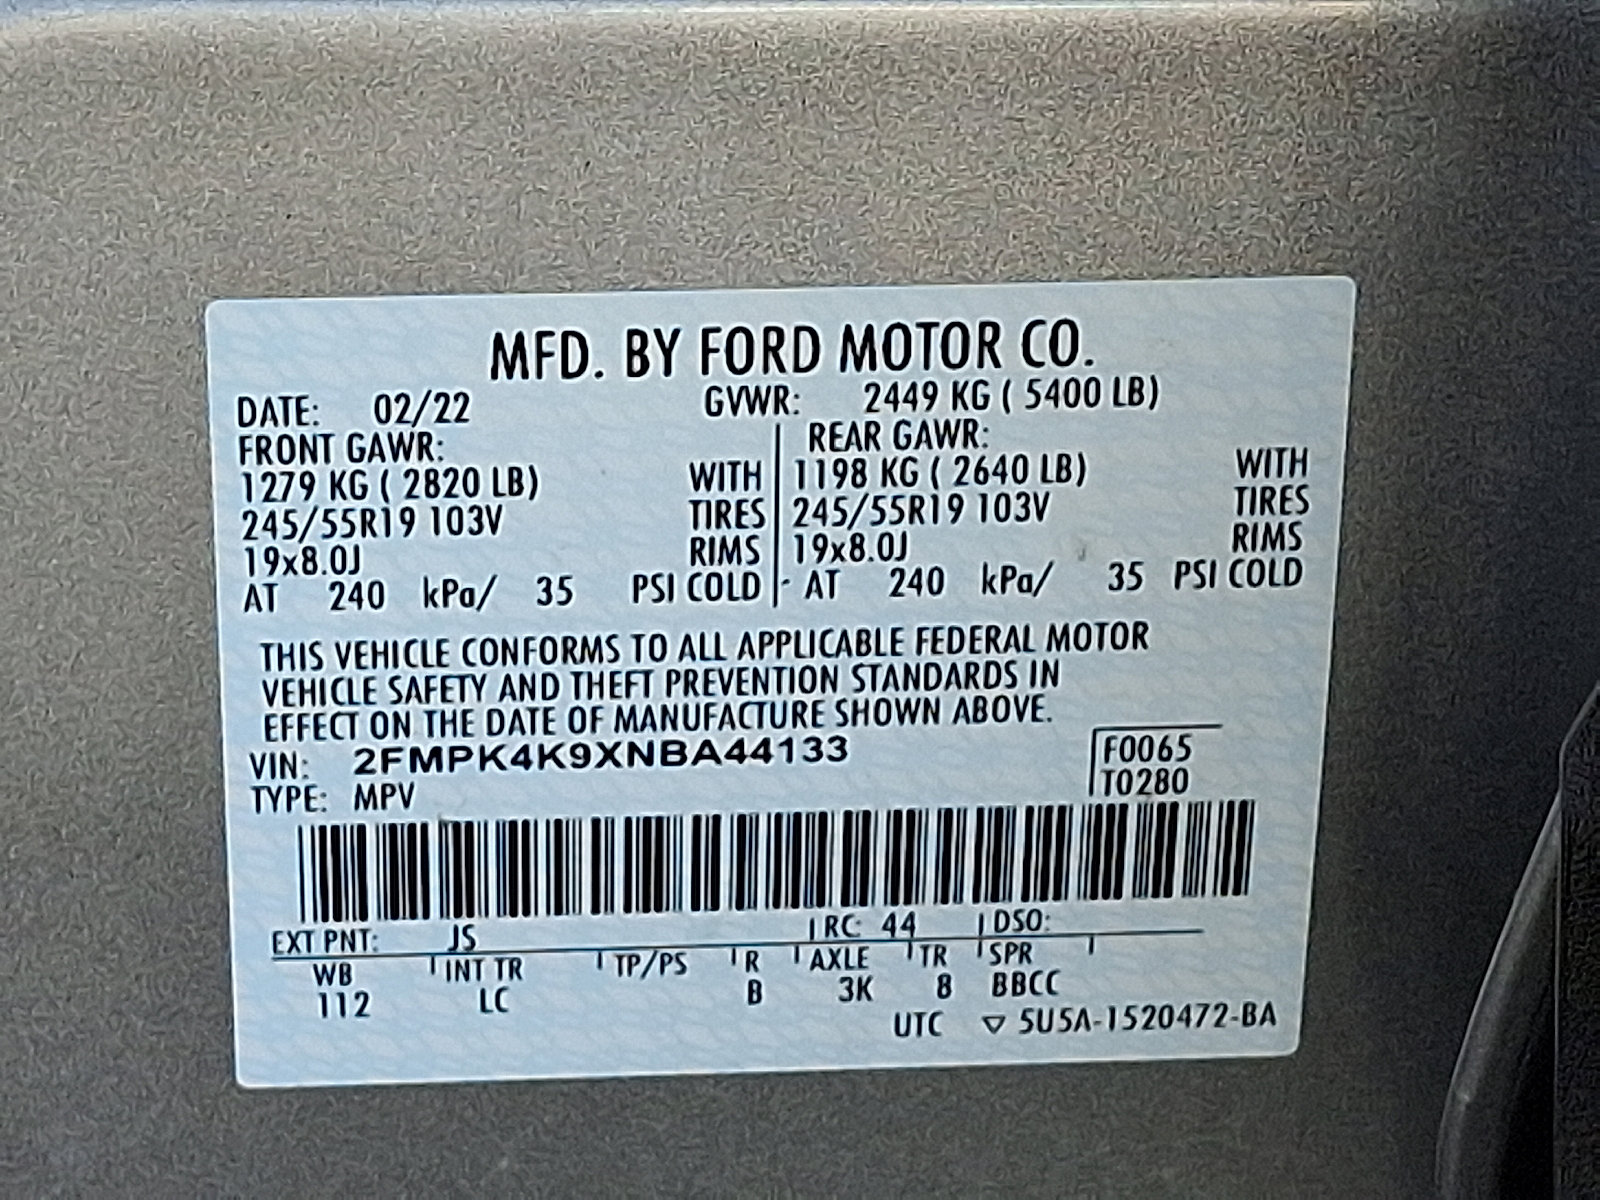 MFD. BY FORD MOTOR CO.
DATE: 02/22 GVWR: 2449 KG ( 5400 LB)
FRONT GAWR: REAR GAWR:
1279 KG ( 2820 LB) WITH 1198 KG ( 2640 LB) WITH
245/55R19 103V TIRES 245/55R19 103V TIRES
19x8.0J RIMS 19x8.0J RIMS
AT 240 kPa/ 35 PSI COLD AT 240 kPa/ 35 PSI COLD
THIS VEHICLE CONFORMS TO ALL APPLICABLE FEDERAL MOTOR
VEHICLE SAFETY AND THEFT PREVENTION STANDARDS IN
EFFECT ON THE DATE OF MANUFACTURE SHOWN ABOVE.
VIN: 2FMPK4K9XNBA44133 F0065
TYPE: MPV T0280
EXT PNT: JS RC: 44 DSO:
WB INT TR TP/PS R AXLE TR SPR
112 LC B 3K 8 BBCC
UTC ▽ 5U5A-1520472-BA